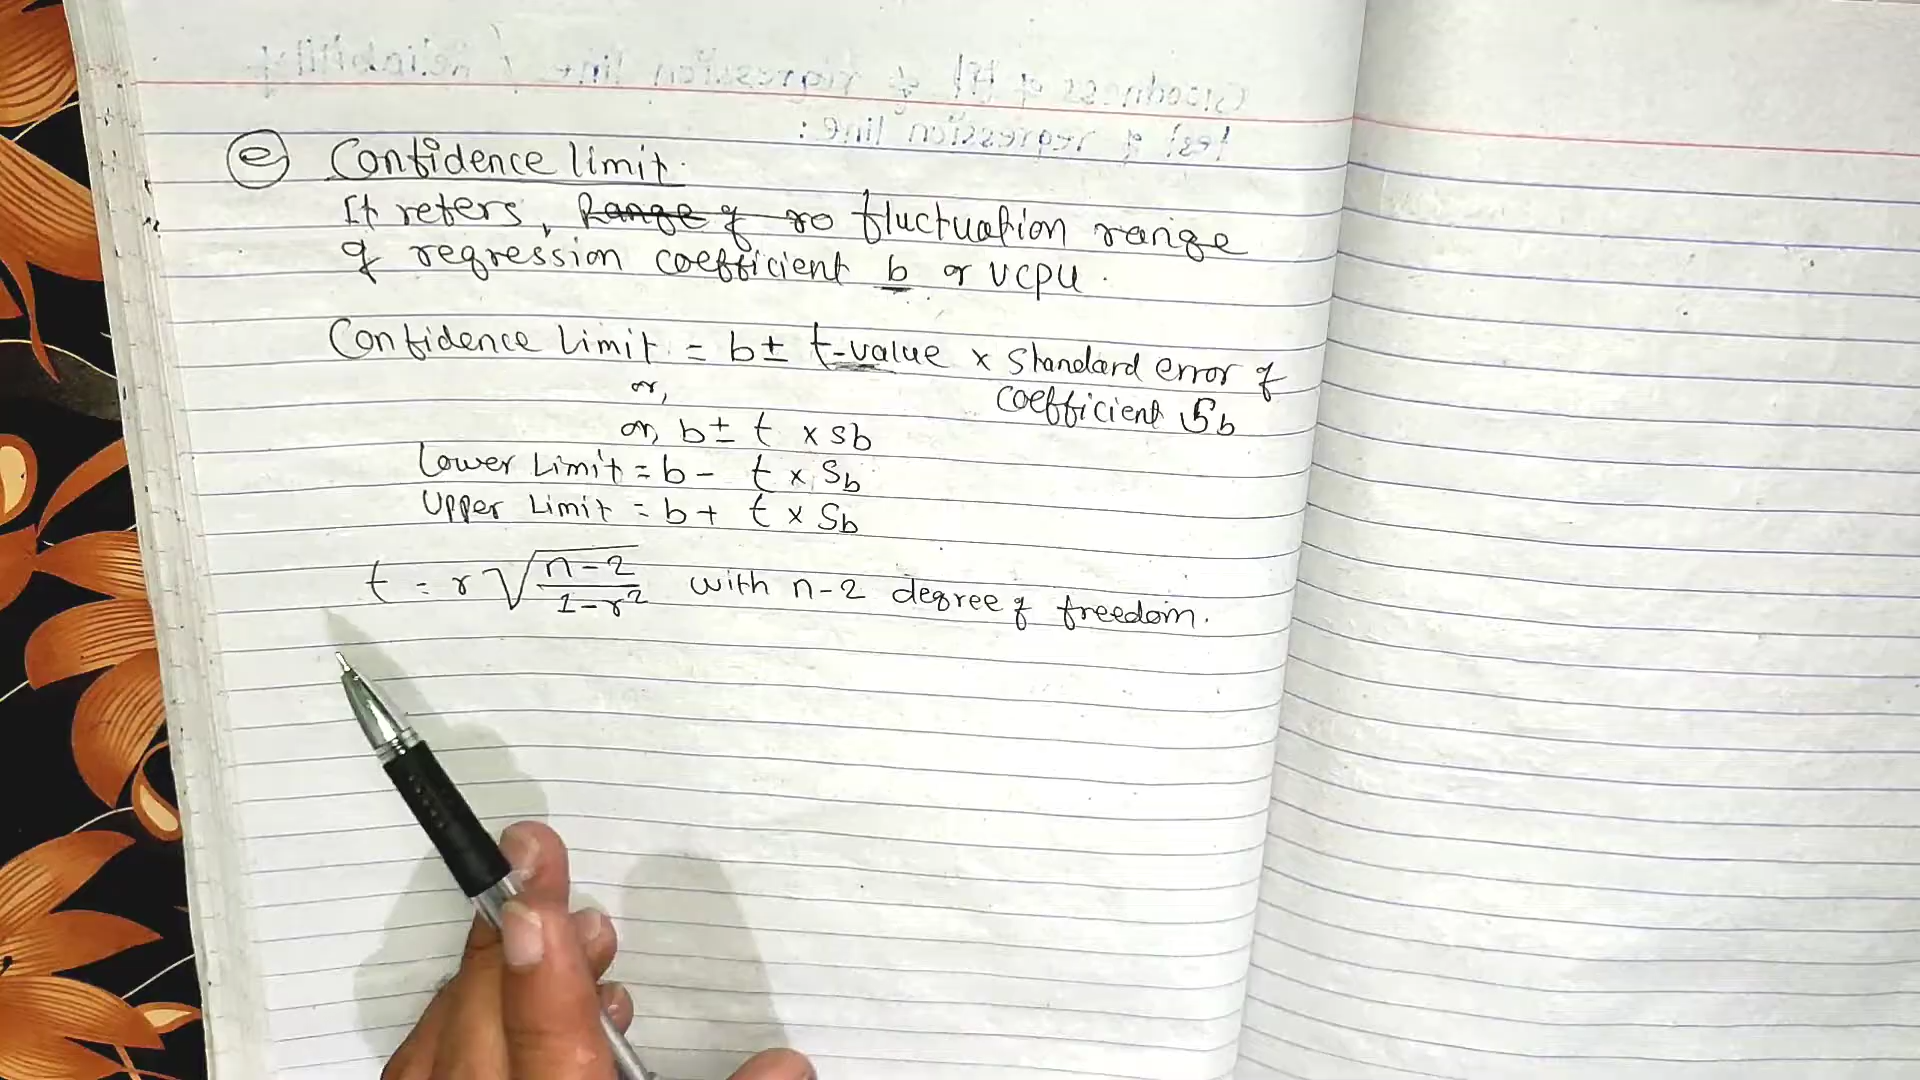 e Confidence limit.
It refers, Range of ro fluctuation range
of regression coefficient b or VCPU.
Confidence Limit = b ± t-value × Standard error of
coefficient Sb
or,
or, b ± t × sb
Lower Limit = b - t × Sb
Upper Limit = b + t × Sb
t = r √(n-2 / 1-r²) with n-2 degree of freedom.